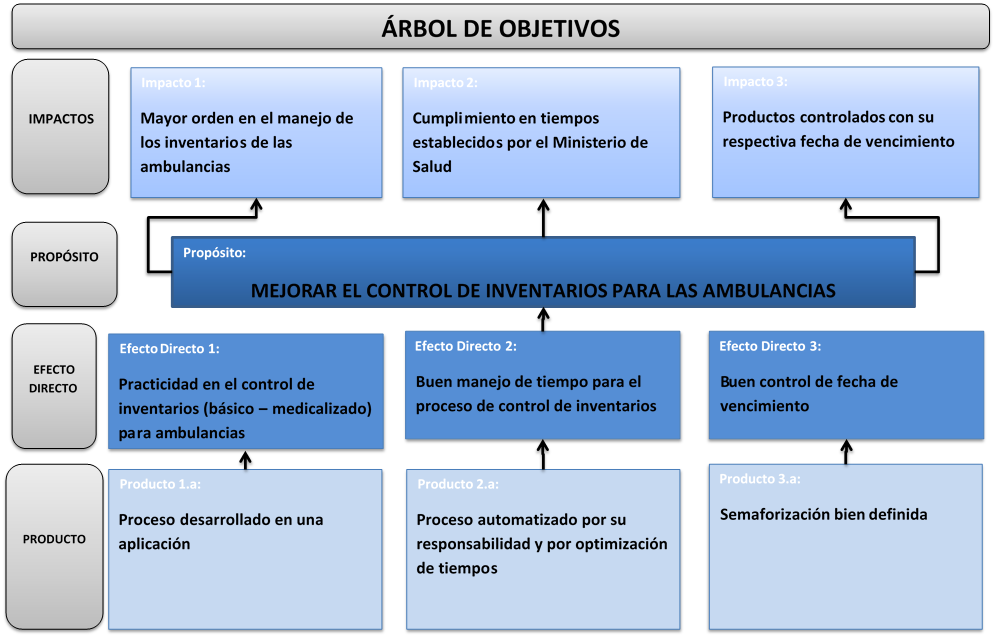 ÁRBOL DE OBJETIVOS
IMPACTOS
Impacto 1:
Mayor orden en el manejo de
los inventarios de las
ambulancias
Impacto 2:
Cumplimiento en tiempos
establecidos por el Ministerio de
Salud
Impacto 3:
Productos controlados con su
respectiva fecha de vencimiento
PROPÓSITO
Propósito:
MEJORAR EL CONTROL DE INVENTARIOS PARA LAS AMBULANCIAS
EFECTO
DIRECTO
Efecto Directo 1:
Practicidad en el control de
inventarios (básico – medicalizado)
para ambulancias
Efecto Directo 2:
Buen manejo de tiempo para el
proceso de control de inventarios
Efecto Directo 3:
Buen control de fecha de
vencimiento
PRODUCTO
Producto 1.a:
Proceso desarrollado en una
aplicación
Producto 2.a:
Proceso automatizado por su
responsabilidad y por optimización
de tiempos
Producto 3.a:
Semaforización bien definida